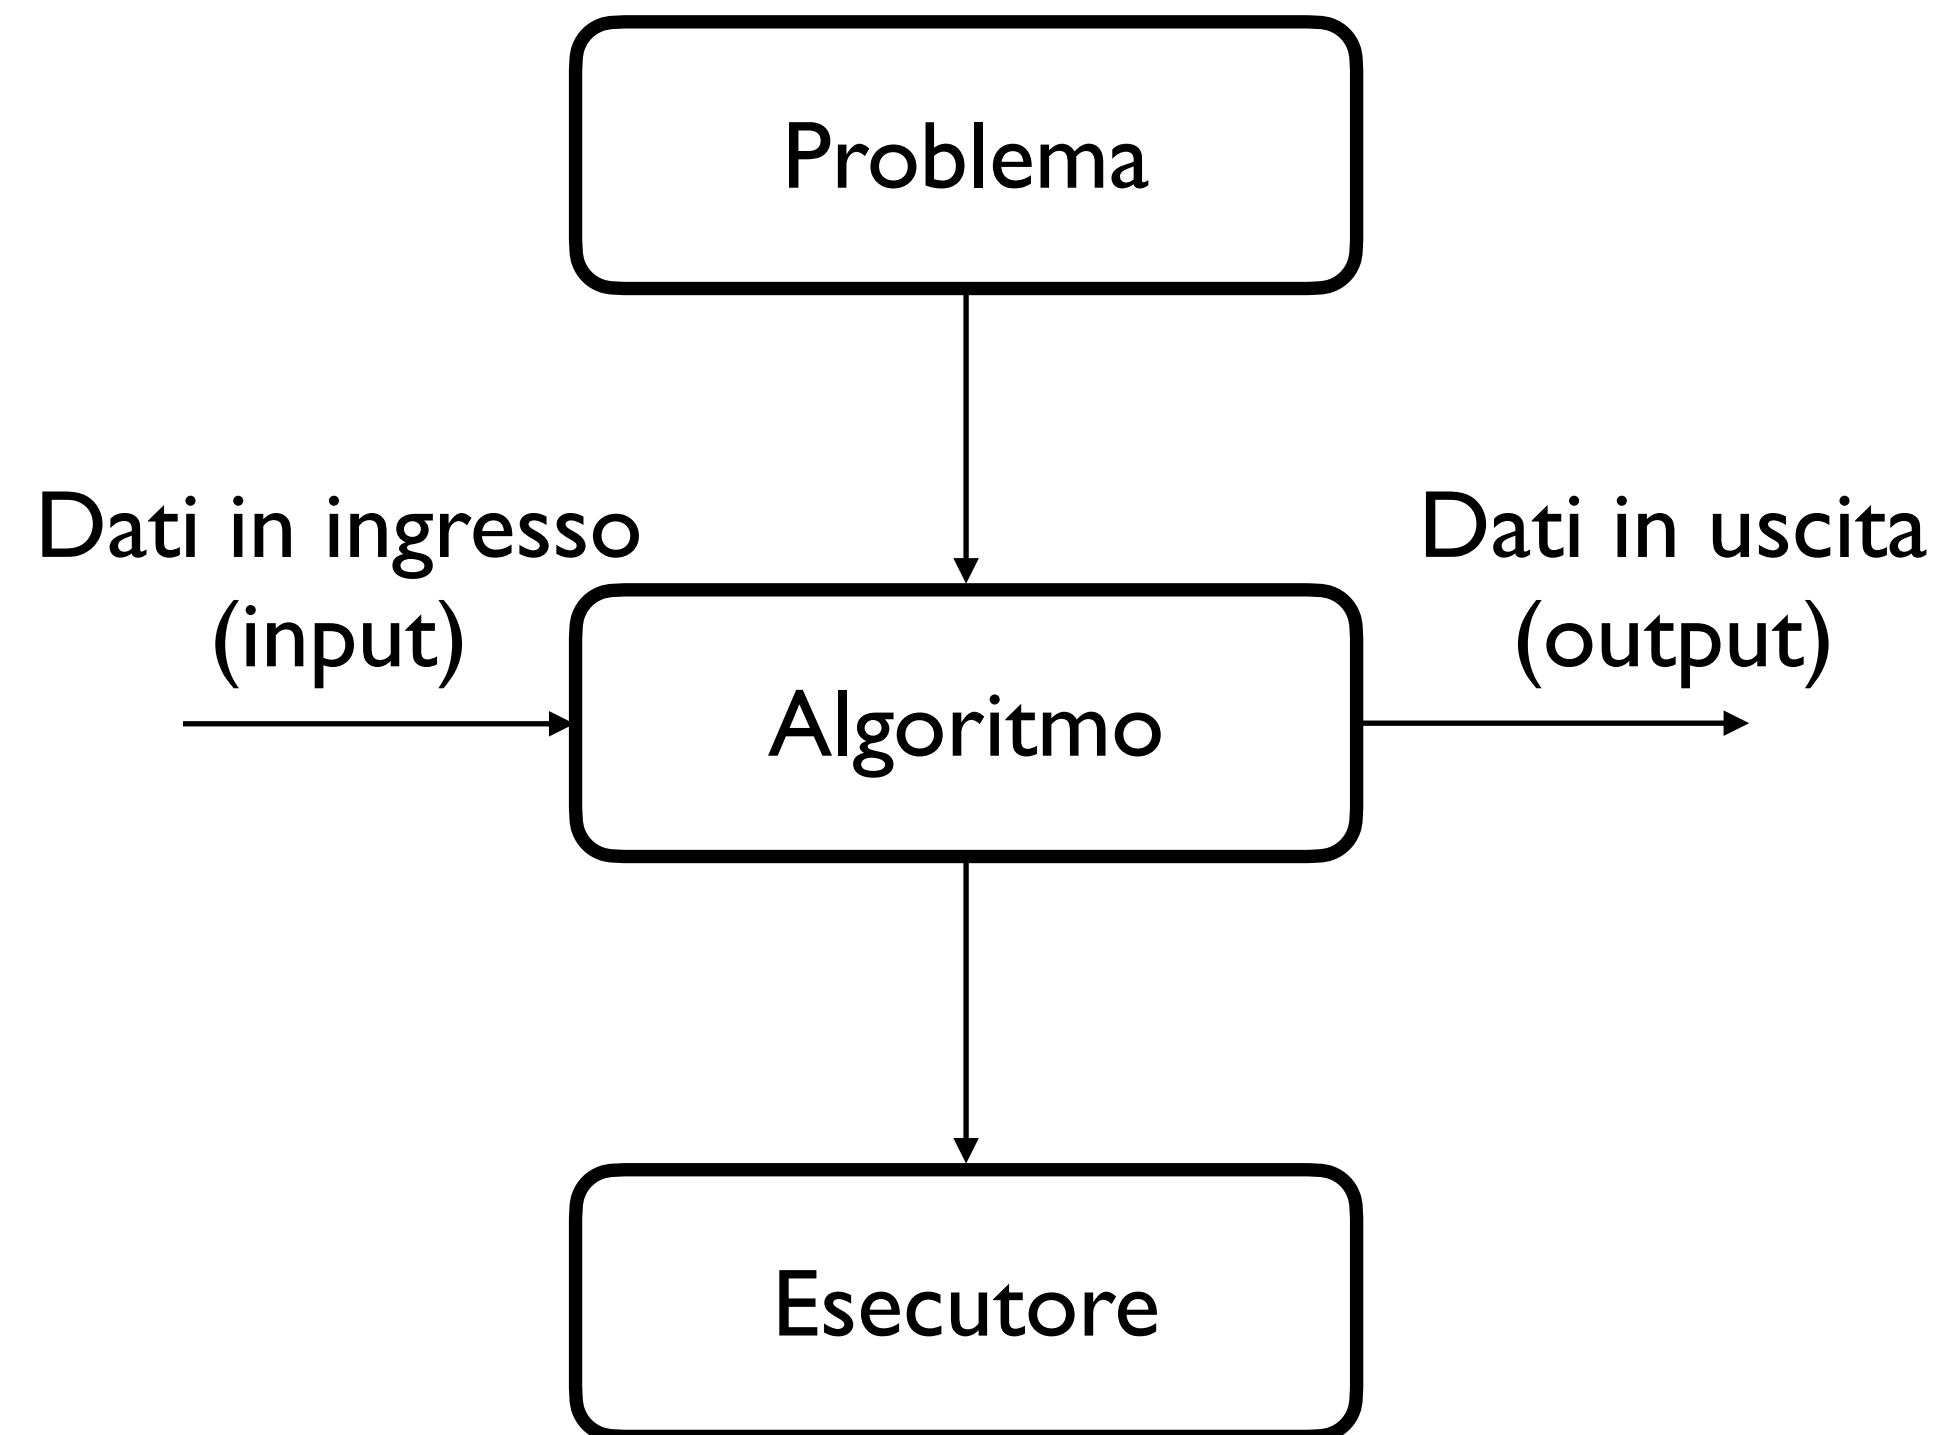 Problema
Dati in ingresso
(input)
Dati in uscita
(output)
Algoritmo
Esecutore